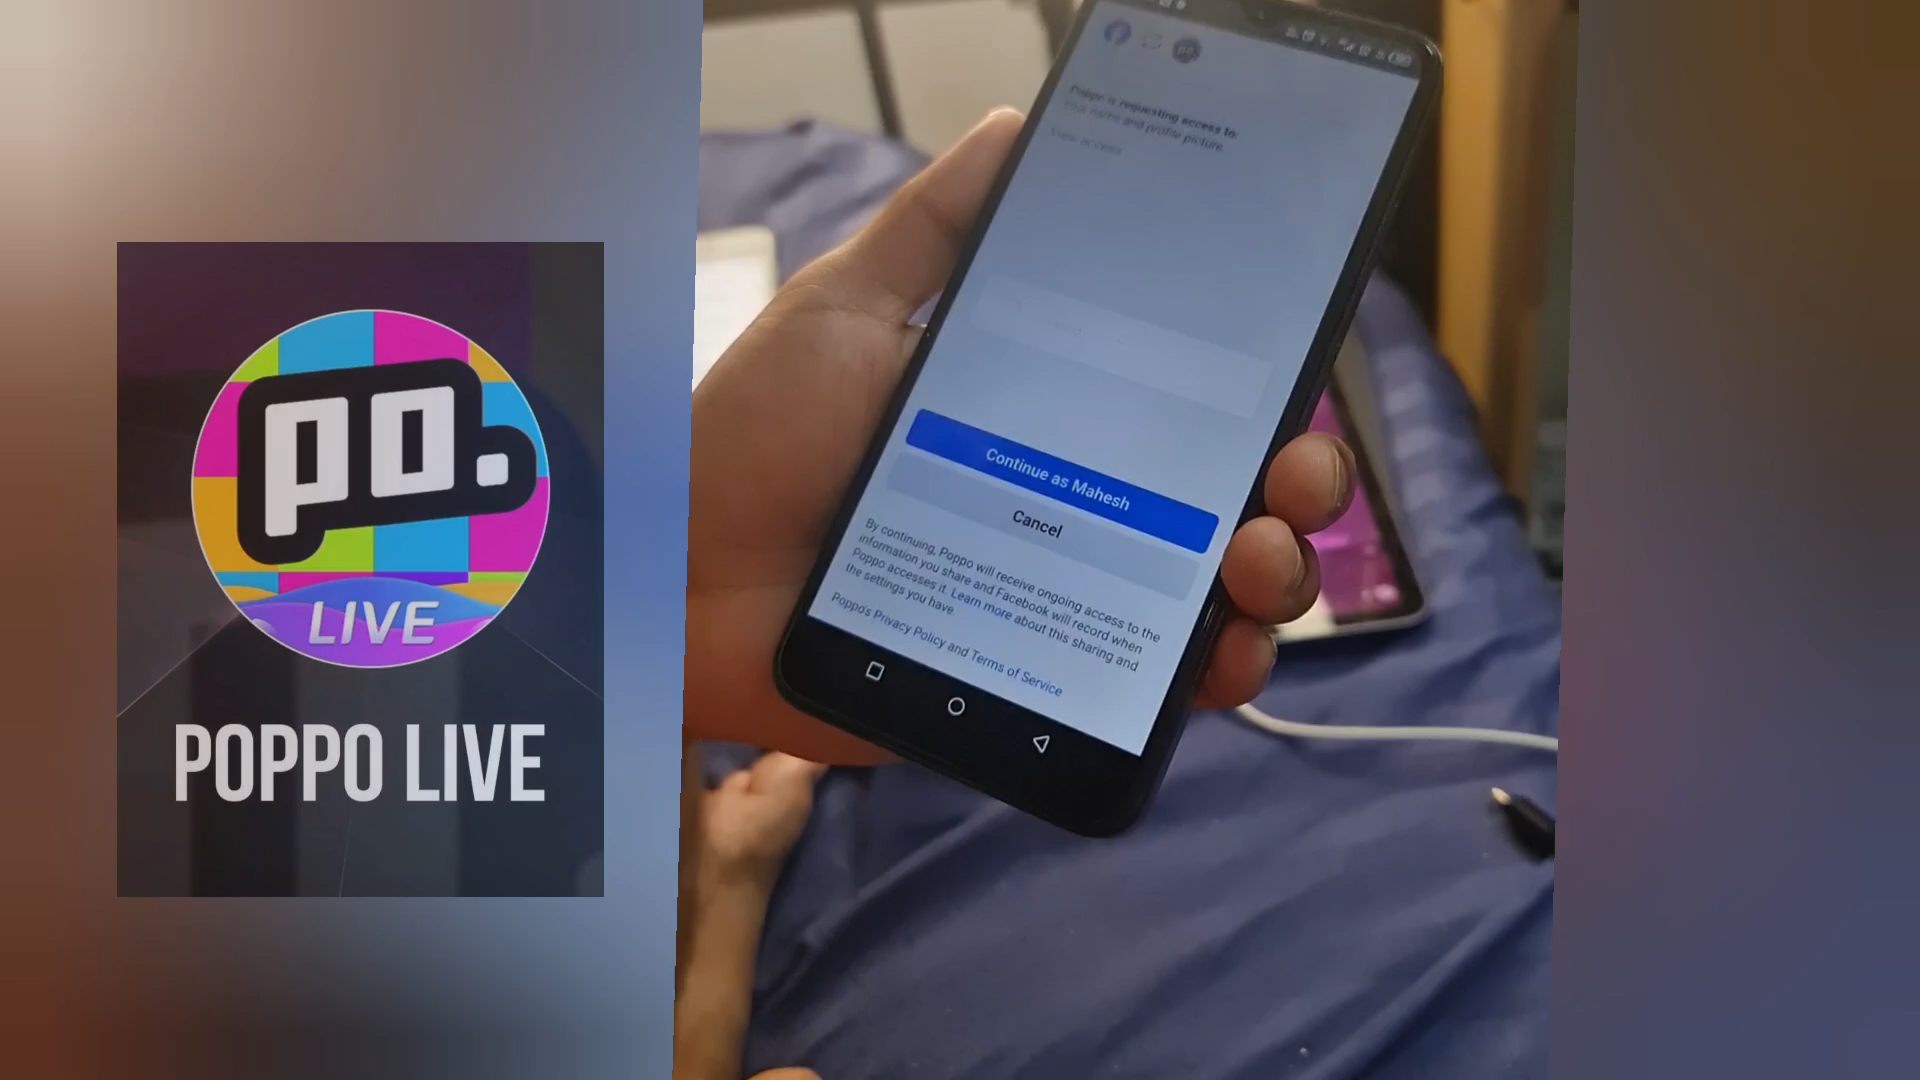 po.
LIVE
POPPO LIVE
Poppo is requesting access to:
Your name and profile picture.
View access
Continue as Mahesh
Cancel
By continuing, Poppo will receive ongoing access to the
information you share and Facebook will record when
Poppo accesses it. Learn more about this sharing and
the settings you have.
Poppo's Privacy Policy and Terms of Service